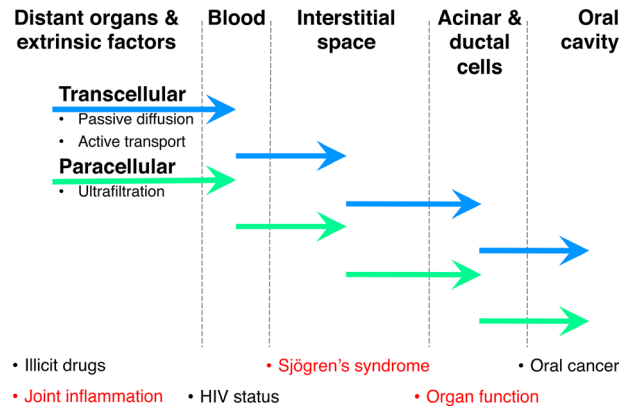 Distant organs &
extrinsic factors
Blood
Interstitial
space
Acinar &
ductal
cells
Oral
cavity
Transcellular
• Passive diffusion
• Active transport
Paracellular
• Ultrafiltration
• Illicit drugs
• Sjögren's syndrome
• Oral cancer
• Joint inflammation
• HIV status
• Organ function